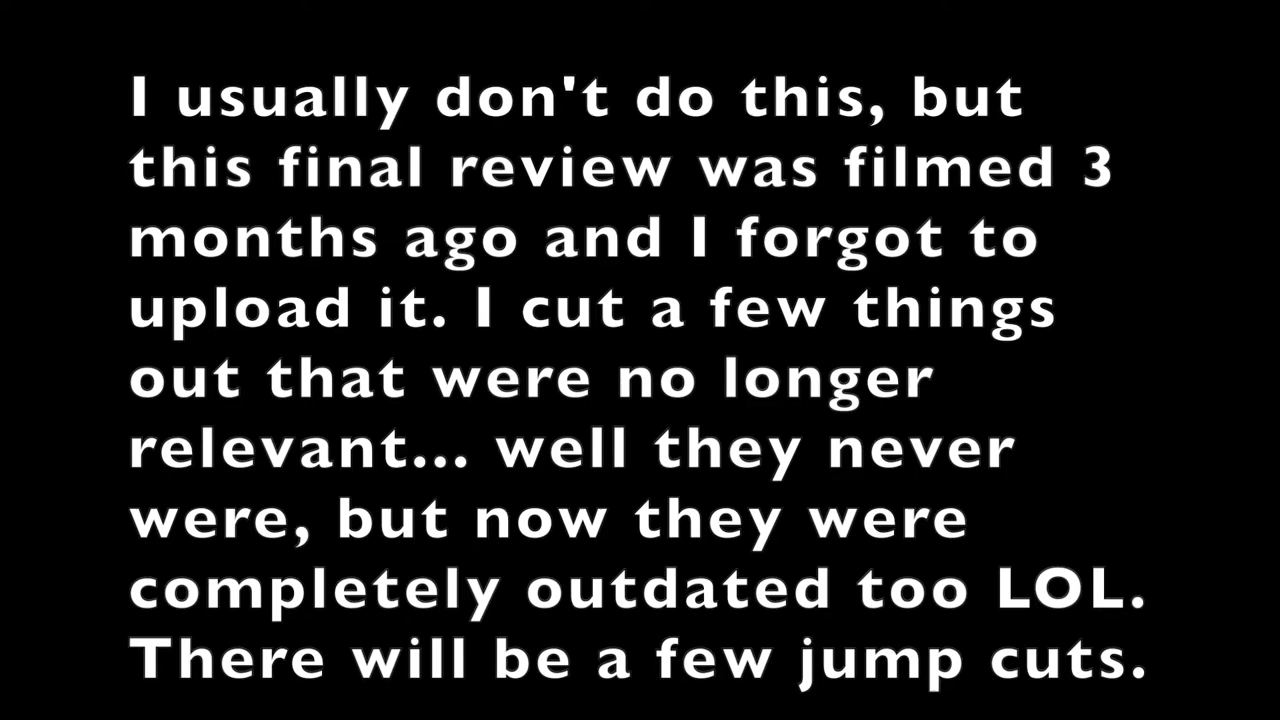 I usually don't do this, but
this final review was filmed 3
months ago and I forgot to
upload it. I cut a few things
out that were no longer
relevant... well they never
were, but now they were
completely outdated too LOL.
There will be a few jump cuts.